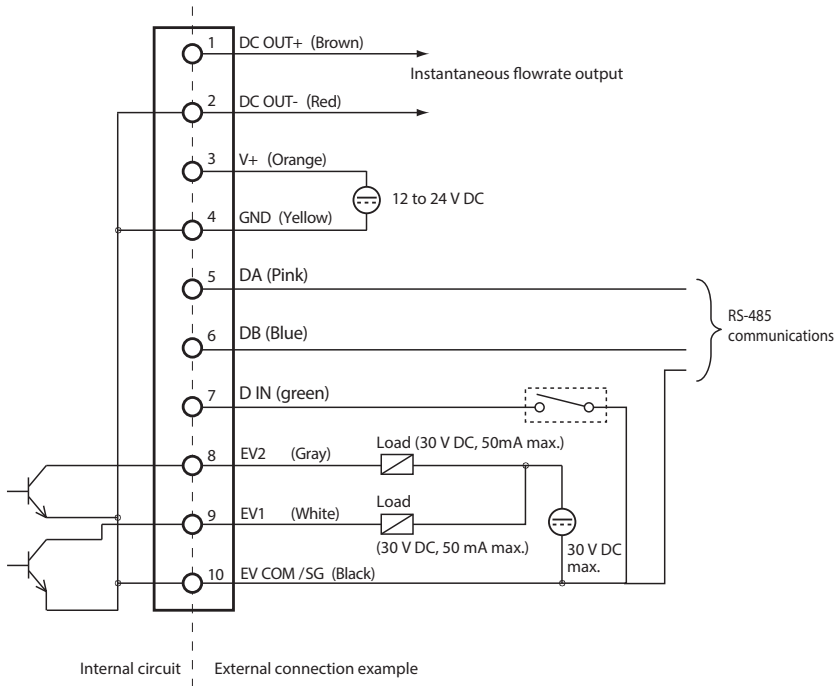 1 DC OUT+ (Brown)
Instantaneous flowrate output
2 DC OUT- (Red)
3 V+ (Orange)
12 to 24 V DC
4 GND (Yellow)
5 DA (Pink)
RS-485
communications
6 DB (Blue)
7 D IN (green)
8 EV2 (Gray)
Load (30 V DC, 50mA max.)
9 EV1 (White)
Load
(30 V DC, 50 mA max.)
30 V DC
max.
10 EV COM /SG (Black)
Internal circuit
External connection example